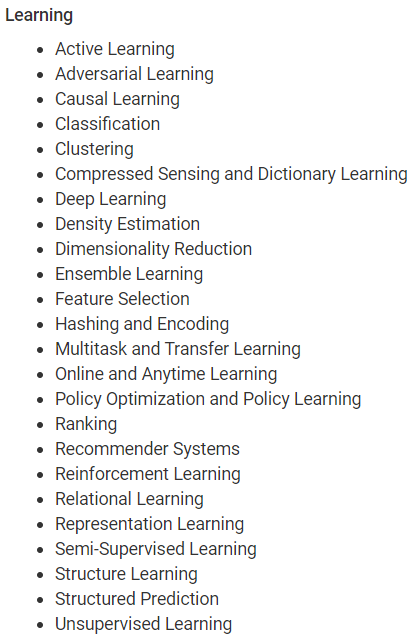 Learning
Active Learning
Adversarial Learning
Causal Learning
Classification
Clustering
Compressed Sensing and Dictionary Learning
Deep Learning
Density Estimation
Dimensionality Reduction
Ensemble Learning
Feature Selection
Hashing and Encoding
Multitask and Transfer Learning
Online and Anytime Learning
Policy Optimization and Policy Learning
Ranking
Recommender Systems
Reinforcement Learning
Relational Learning
Representation Learning
Semi-Supervised Learning
Structure Learning
Structured Prediction
Unsupervised Learning